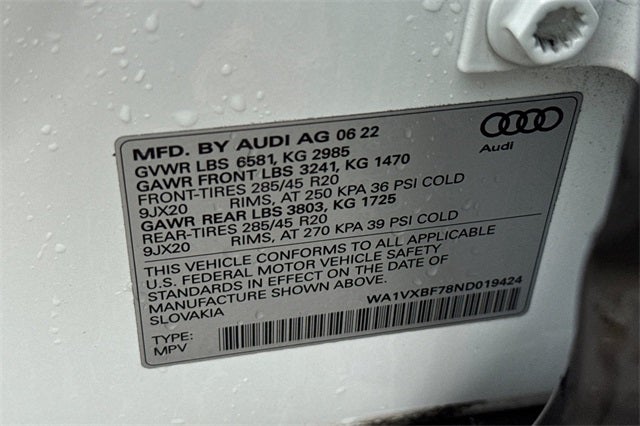 MFD. BY AUDI AG 06 22
GVWR LBS 6581, KG 2985
GAWR FRONT LBS 3241, KG 1470
FRONT-TIRES 285/45 R20
9JX20 RIMS, AT 250 KPA 36 PSI COLD
GAWR REAR LBS 3803, KG 1725
REAR-TIRES 285/45 R20
9JX20 RIMS, AT 270 KPA 39 PSI COLD
THIS VEHICLE CONFORMS TO ALL APPLICABLE
U.S. FEDERAL MOTOR VEHICLE SAFETY
STANDARDS IN EFFECT ON THE DATE OF
MANUFACTURE SHOWN ABOVE.
SLOVAKIA
WA1VXBF78ND019424
TYPE:
MPV
Audi